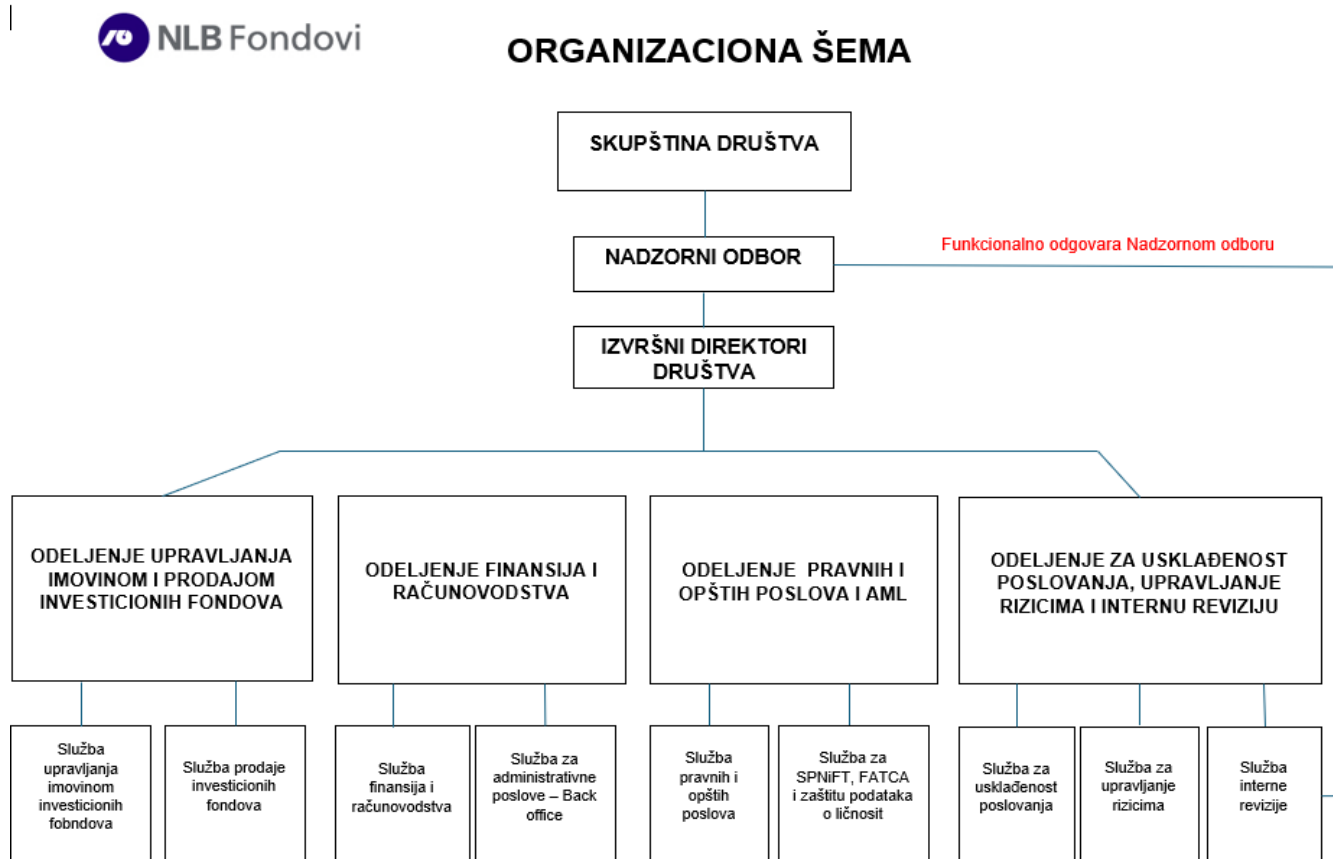 NLB Fondovi
ORGANIZACIONA ŠEMA
SKUPŠTINA DRUŠTVA
NADZORNI ODBOR
Funkcionalno odgovara Nadzornom odboru
IZVRŠNI DIREKTORI
DRUŠTVA
ODELJENJE UPRAVLJANJA
IMOVINOM I PRODAJOM
INVESTICIONIH FONDOVA
ODELJENJE FINANSIJA I
RAČUNOVODSTVA
ODELJENJE PRAVNIH I
OPŠTIH POSLOVA I AML
ODELJENJE ZA USKLAĐENOST
POSLOVANJA, UPRAVLJANJE
RIZICIMA I INTERNU REVIZIJU
Služba
upravljanja
imovinom
investicionih
fobndova
Služba prodaje
investicionih
fondova
Služba
finansija i
računovodstva
Služba za
administrativne
poslove – Back
office
Služba
pravnih i
opštih
poslova
Služba za
SPNiFT, FATCA
i zaštitu podataka
o ličnosit
Služba za
usklađenost
poslovanja
Služba za
upravljanje
rizicima
Služba
interne
revizije